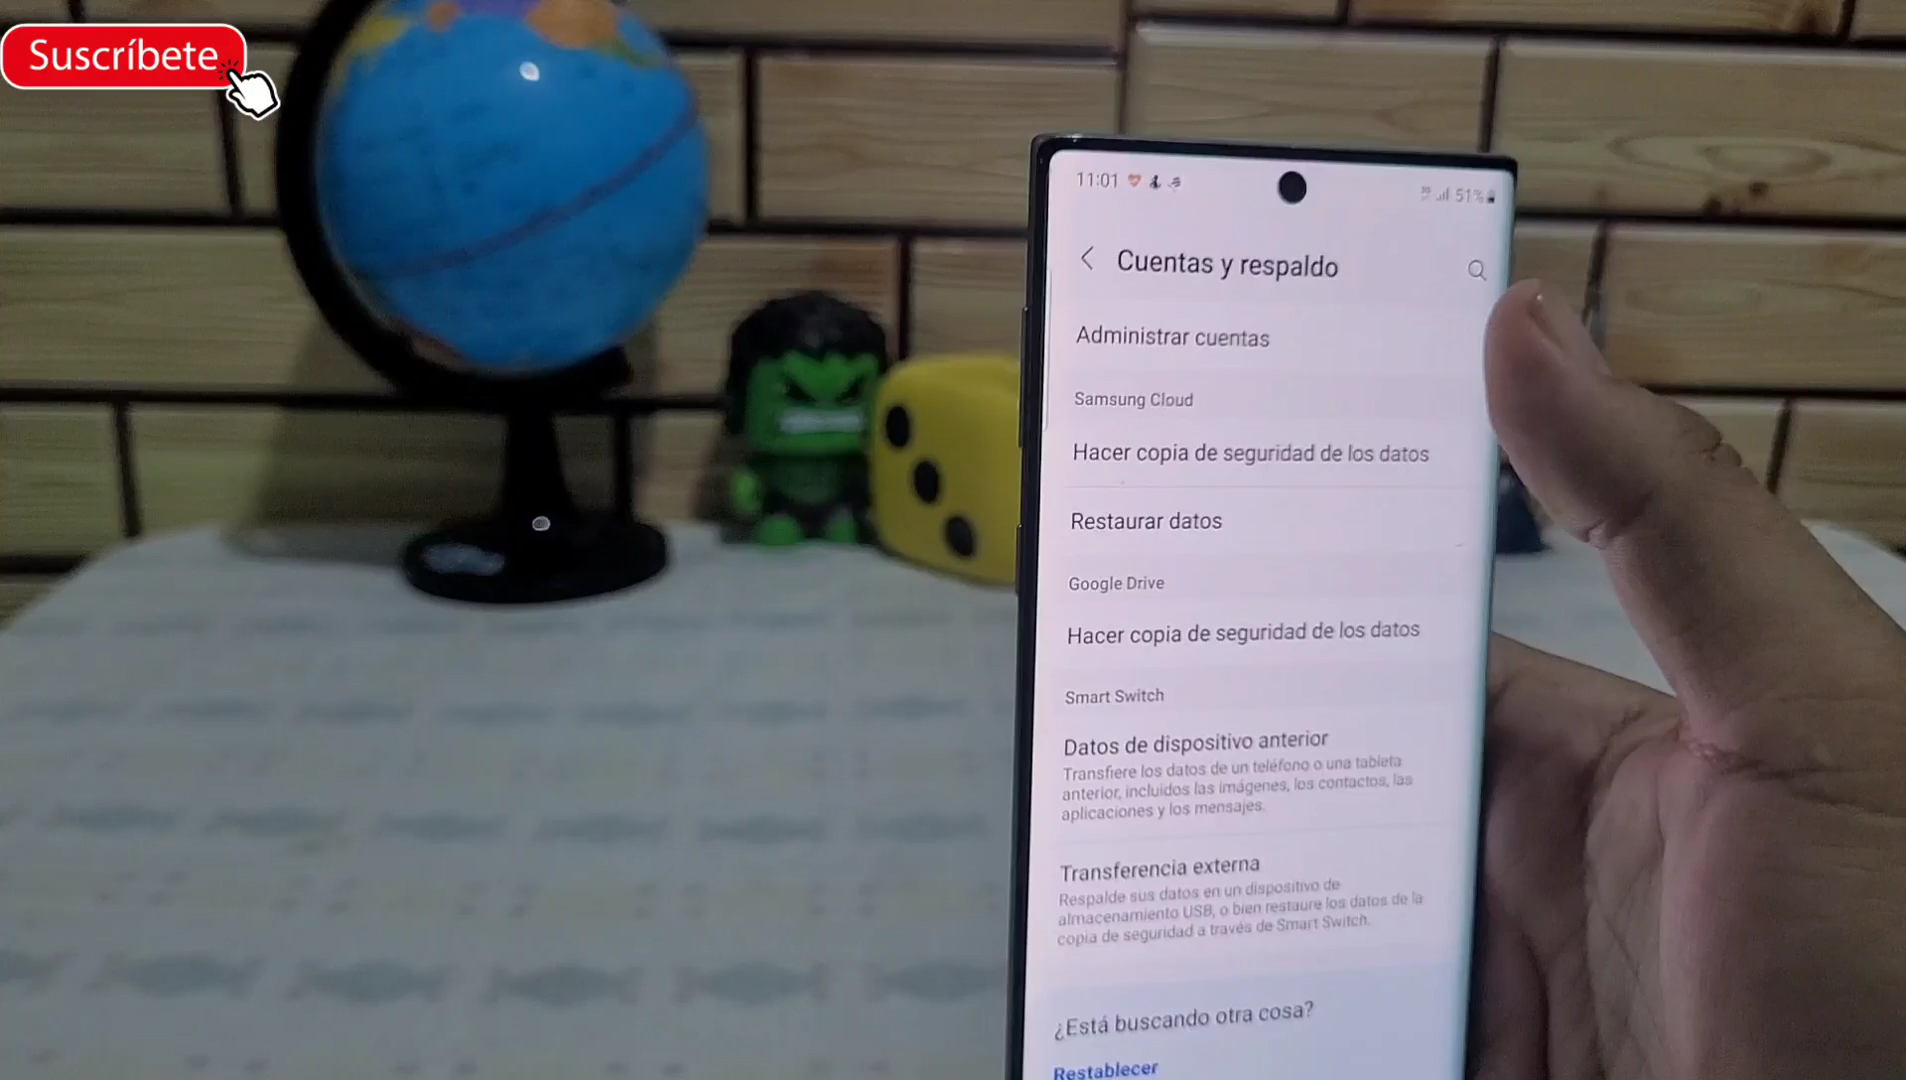 Suscríbete
11:01
51%
Cuentas y respaldo
Administrar cuentas
Samsung Cloud
Hacer copia de seguridad de los datos
Restaurar datos
Google Drive
Hacer copia de seguridad de los datos
Smart Switch
Datos de dispositivo anterior
Transfiere los datos de un teléfono o una tableta
anterior, incluidos las imágenes, los contactos, las
aplicaciones y los mensajes.
Transferencia externa
Respalde sus datos en un dispositivo de
almacenamiento USB, o bien restaure los datos de la
copia de seguridad a través de Smart Switch.
¿Está buscando otra cosa?
Restablecer